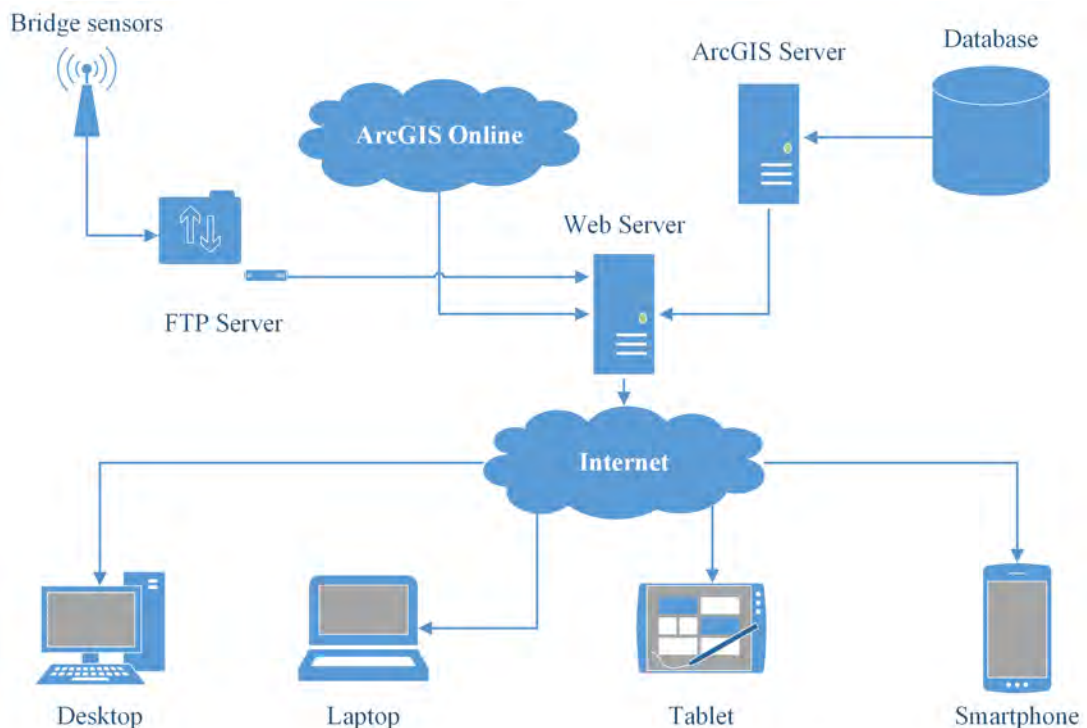 Bridge sensors
ArcGIS Server
Database
ArcGIS Online
Web Server
FTP Server
Internet
Desktop
Laptop
Tablet
Smartphone